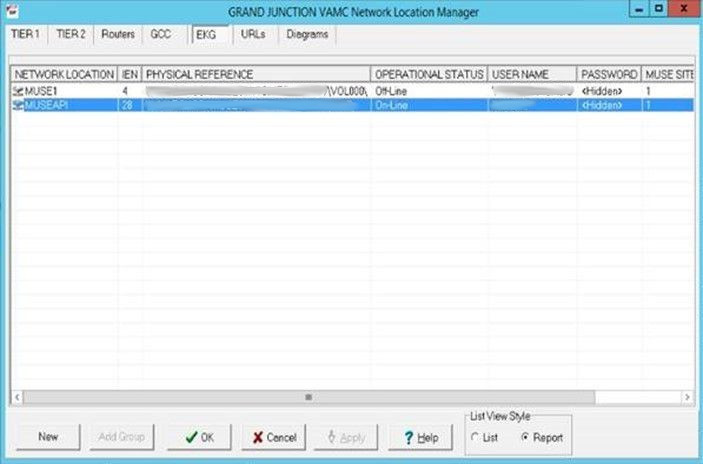 GRAND JUNCTION VAMC Network Location Manager
TIER 1 TIER 2 Routers GCC EKG URLs Diagrams
NETWORK LOCATION IEN PHYSICAL REFERENCE OPERATIONAL STATUS USER NAME PASSWORD MUSE SITE
MUSE1 4 \VOL000\ Off-Line <Hidden> 1
MUSEAPI 28 On-Line <Hidden> 1
List View Style
New Add Group OK Cancel Apply ? Help List Report